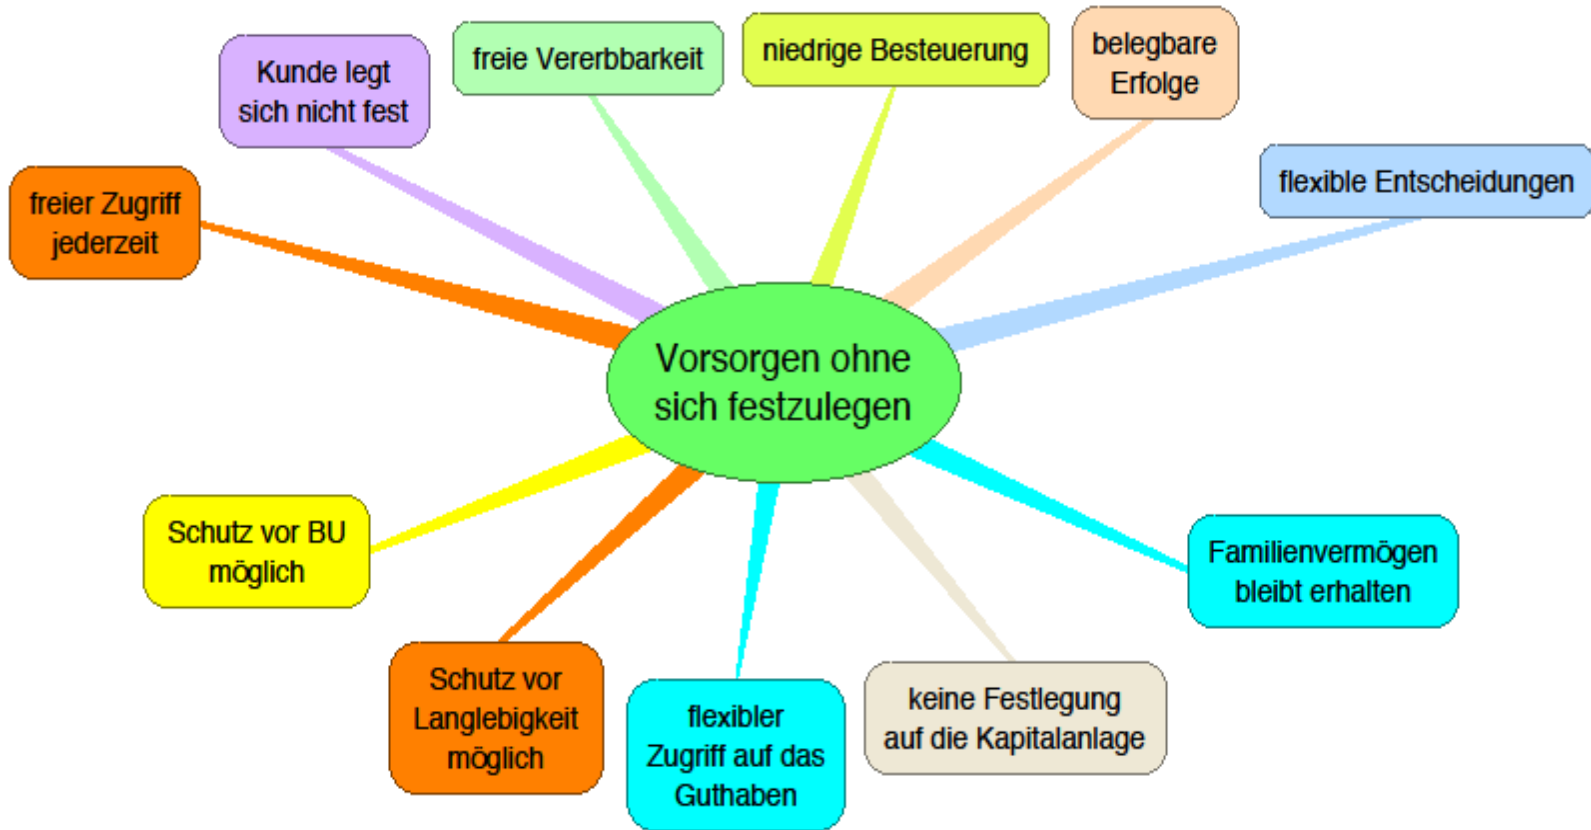 Kunde legt
sich nicht fest
freie Vererbbarkeit
niedrige Besteuerung
belegbare
Erfolge
flexible Entscheidungen
freier Zugriff
jederzeit
Vorsorgen ohne
sich festzulegen
Schutz vor BU
möglich
Familienvermögen
bleibt erhalten
Schutz vor
Langlebigkeit
möglich
flexibler
Zugriff auf das
Guthaben
keine Festlegung
auf die Kapitalanlage